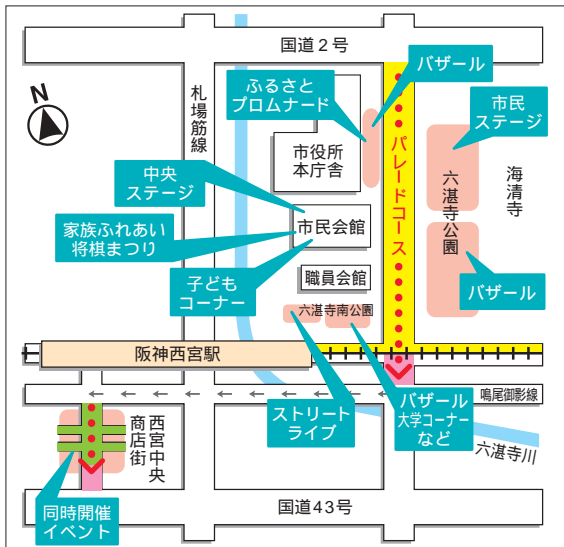 国道2号
N
札場筋線
ふるさと
プロムナード
バザール
市民
ステージ
市役所
本庁舎
パレードコース
六湛寺公園
海清寺
中央
ステージ
家族ふれあい
将棋まつり
市民会館
子ども
コーナー
職員会館
バザール
六湛寺南公園
阪神西宮駅
鳴尾御影線
ストリート
ライブ
バザール
大学コーナー
など
六湛寺川
西宮中央
商店街
同時開催
イベント
国道43号